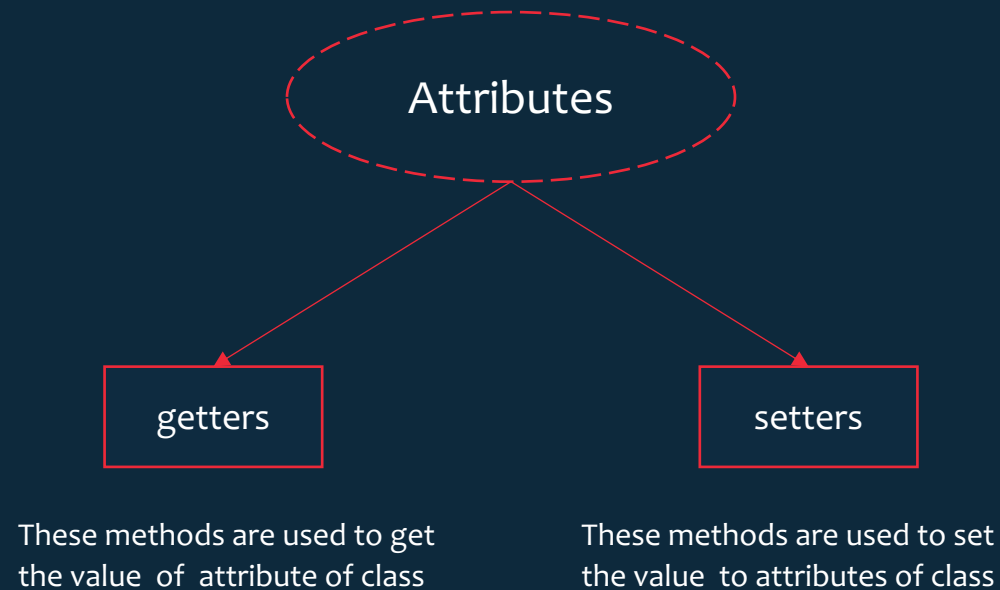 Attributes
getters
setters
These methods are used to get
the value of attribute of class
These methods are used to set
the value to attributes of class